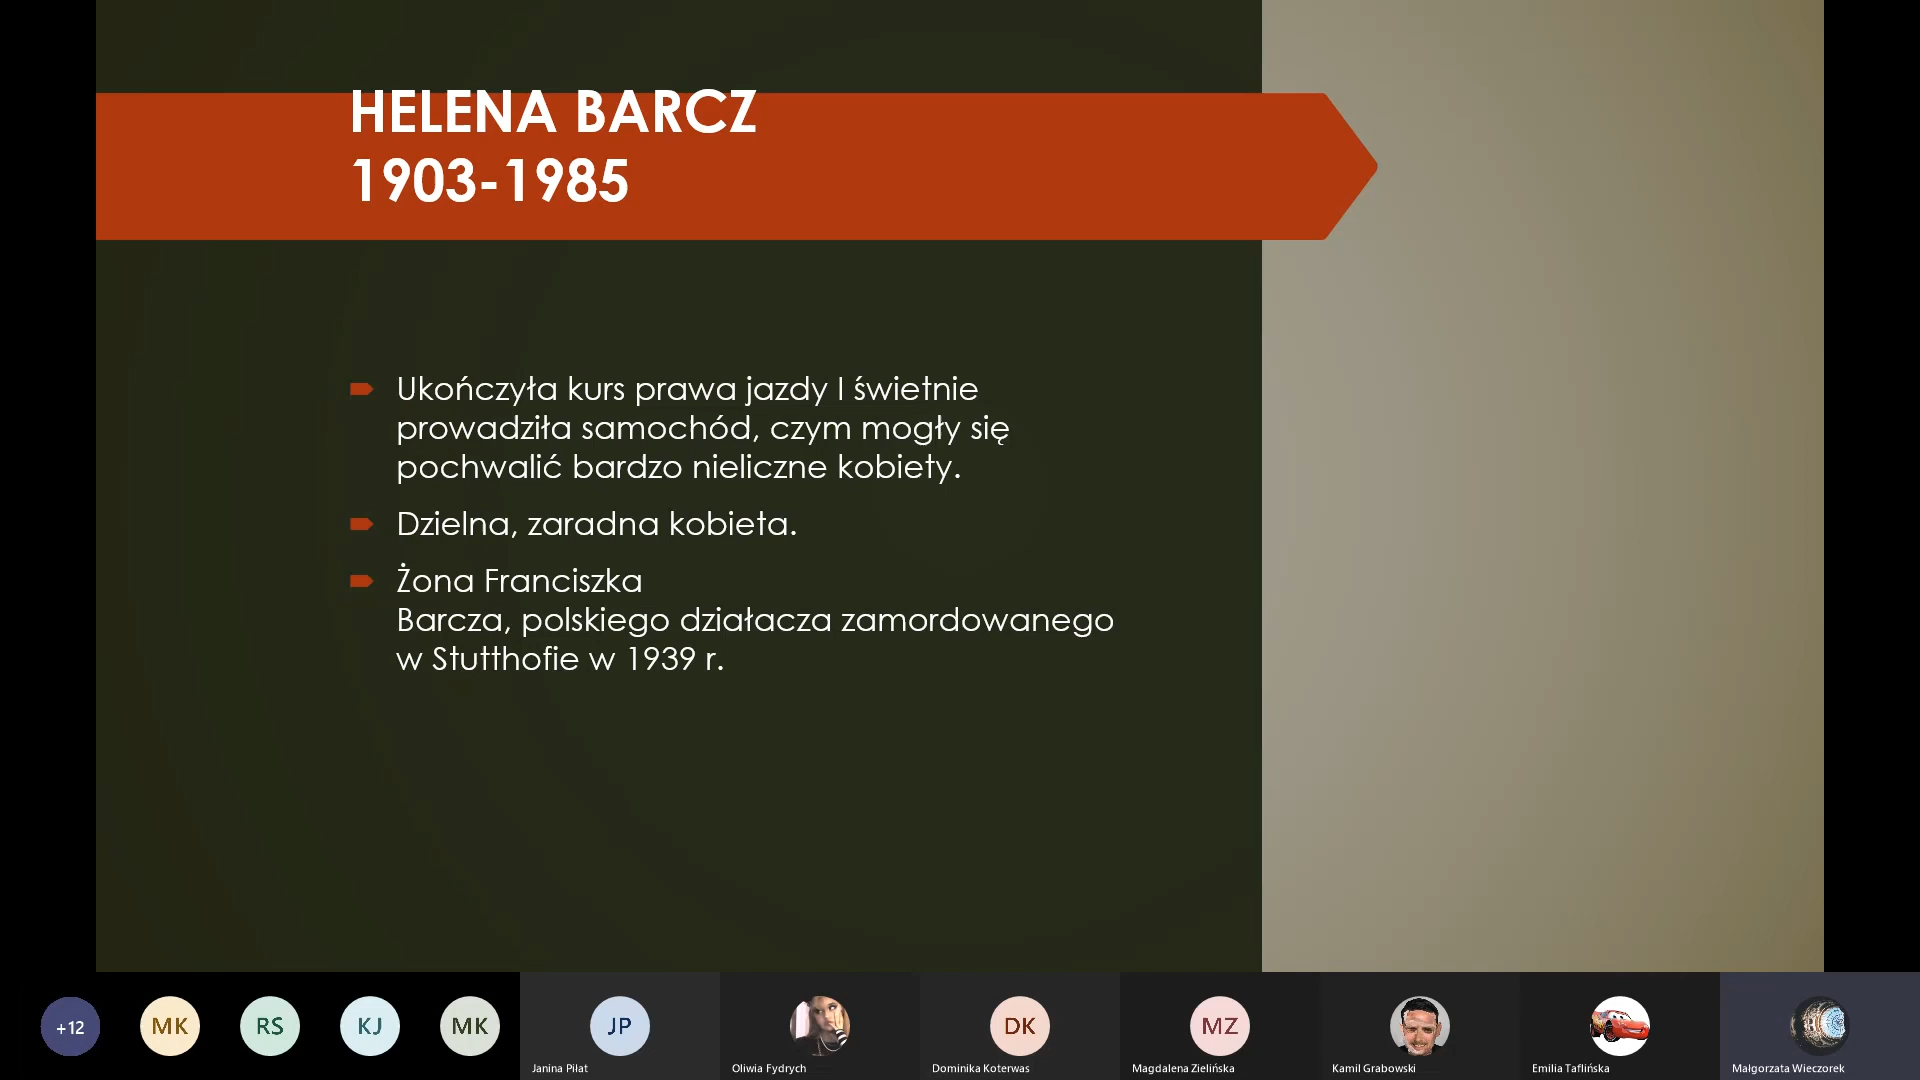 HELENA BARCZ
1903-1985
Ukończyła kurs prawa jazdy I świetnie
prowadziła samochód, czym mogły się
pochwalić bardzo nieliczne kobiety.
Dzielna, zaradna kobieta.
Żona Franciszka
Barcza, polskiego działacza zamordowanego
w Stutthofie w 1939 r.
+12
MK
RS
KJ
MK
JP
DK
MZ
Janina Piłat
Oliwia Fydrych
Dominika Koterwas
Magdalena Zielińska
Kamil Grabowski
Emilia Taflińska
Małgorzata Wieczorek